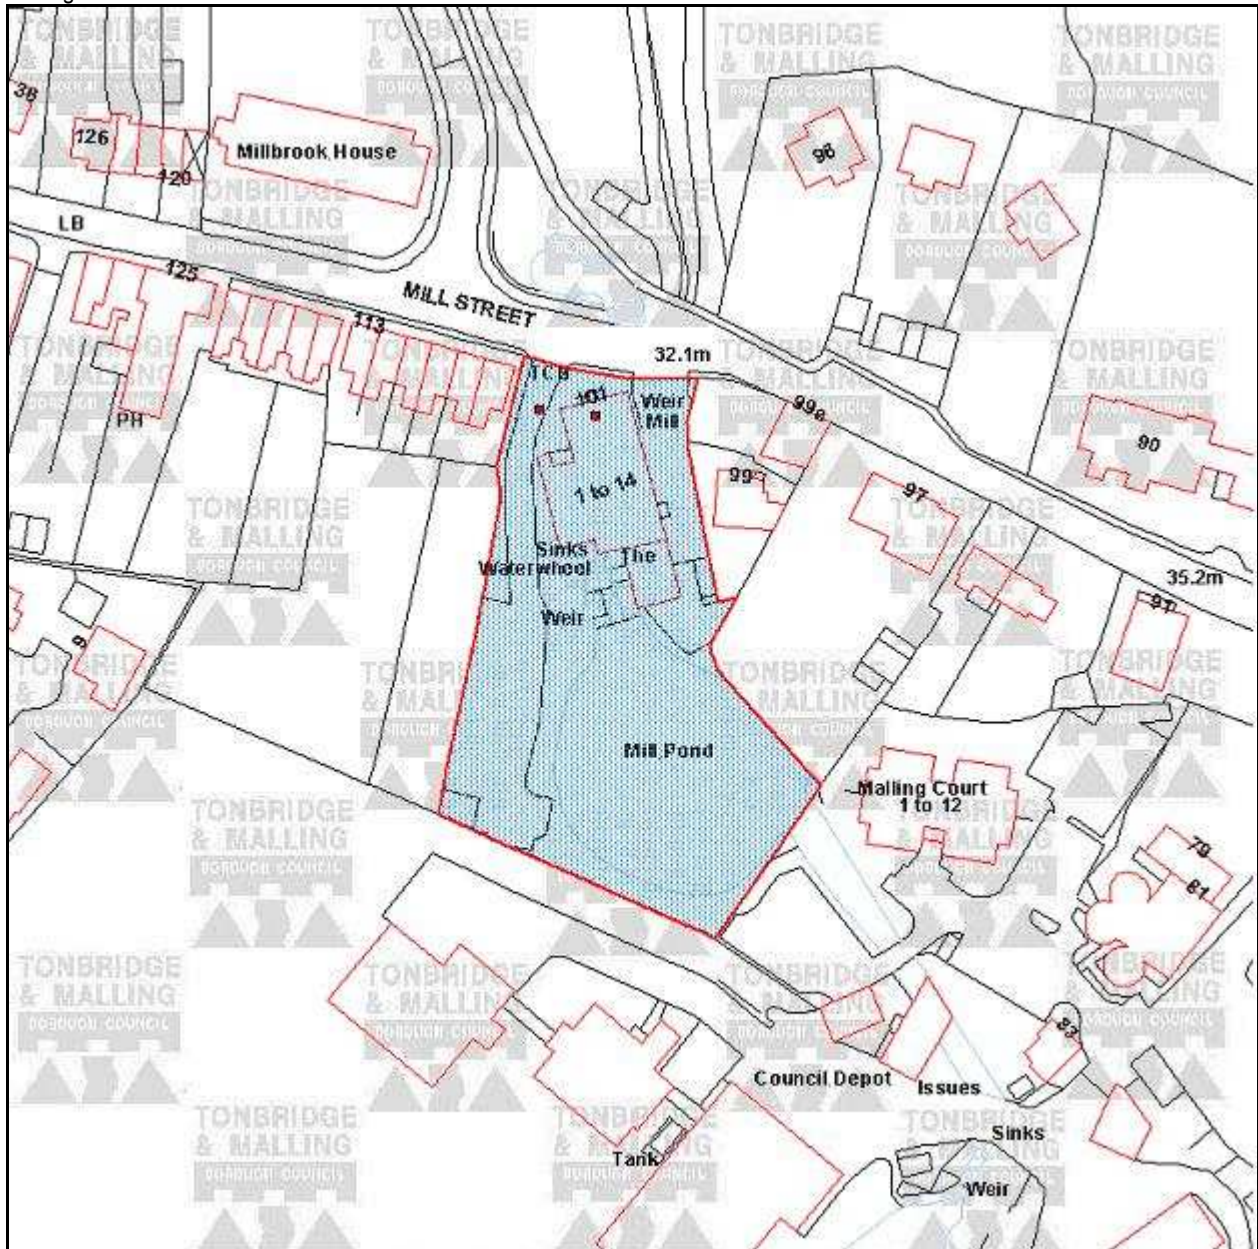 TONBRIDGE
& MALLING
BOROUGH COUNCIL
38
126
120
Millbrook House
96
LB
125
MILL STREET
113
32.1m
TCB
101
Weir
Mill
99a
90
PH
99
97
1 to 14
Sinks
The
Waterwheel
Weir
35.2m
91
9
Mill Pond
Malling Court
1 to 12
79
81
83
Council Depot
Issues
Sinks
Tank
Weir